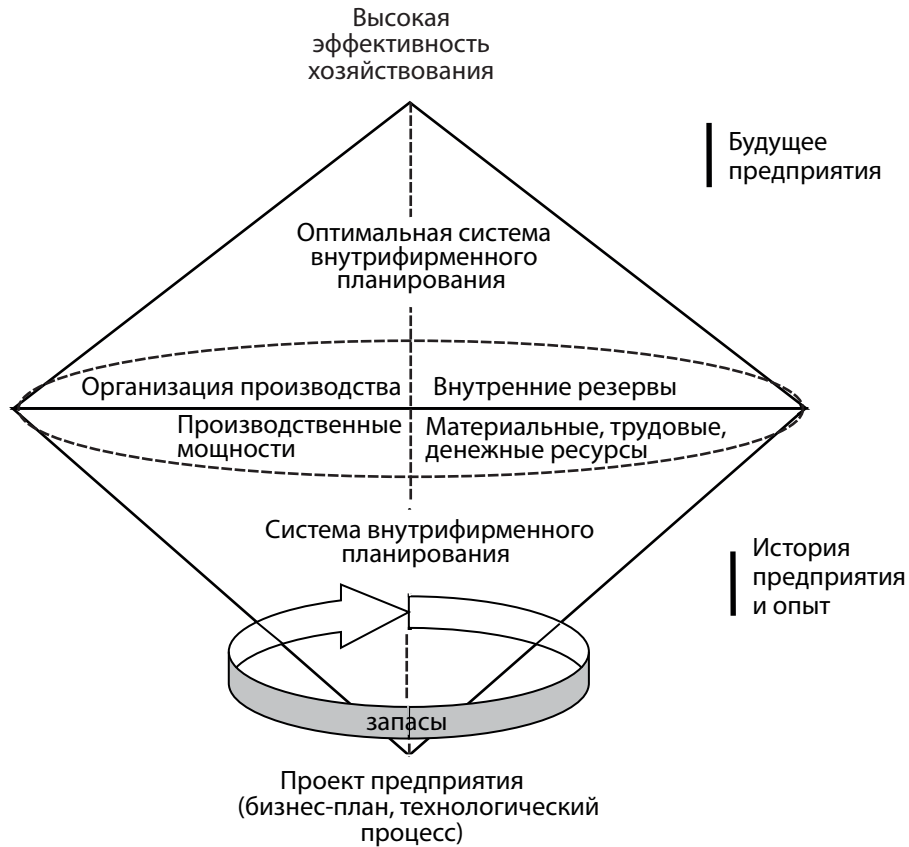 Высокая
эффективность
хозяйствования
Будущее
предприятия
Оптимальная система
внутрифирменного
планирования
Организация производства
Внутренние резервы
Производственные
мощности
Материальные, трудовые,
денежные ресурсы
Система внутрифирменного
планирования
История
предприятия
и опыт
запасы
Проект предприятия
(бизнес-план, технологический
процесс)